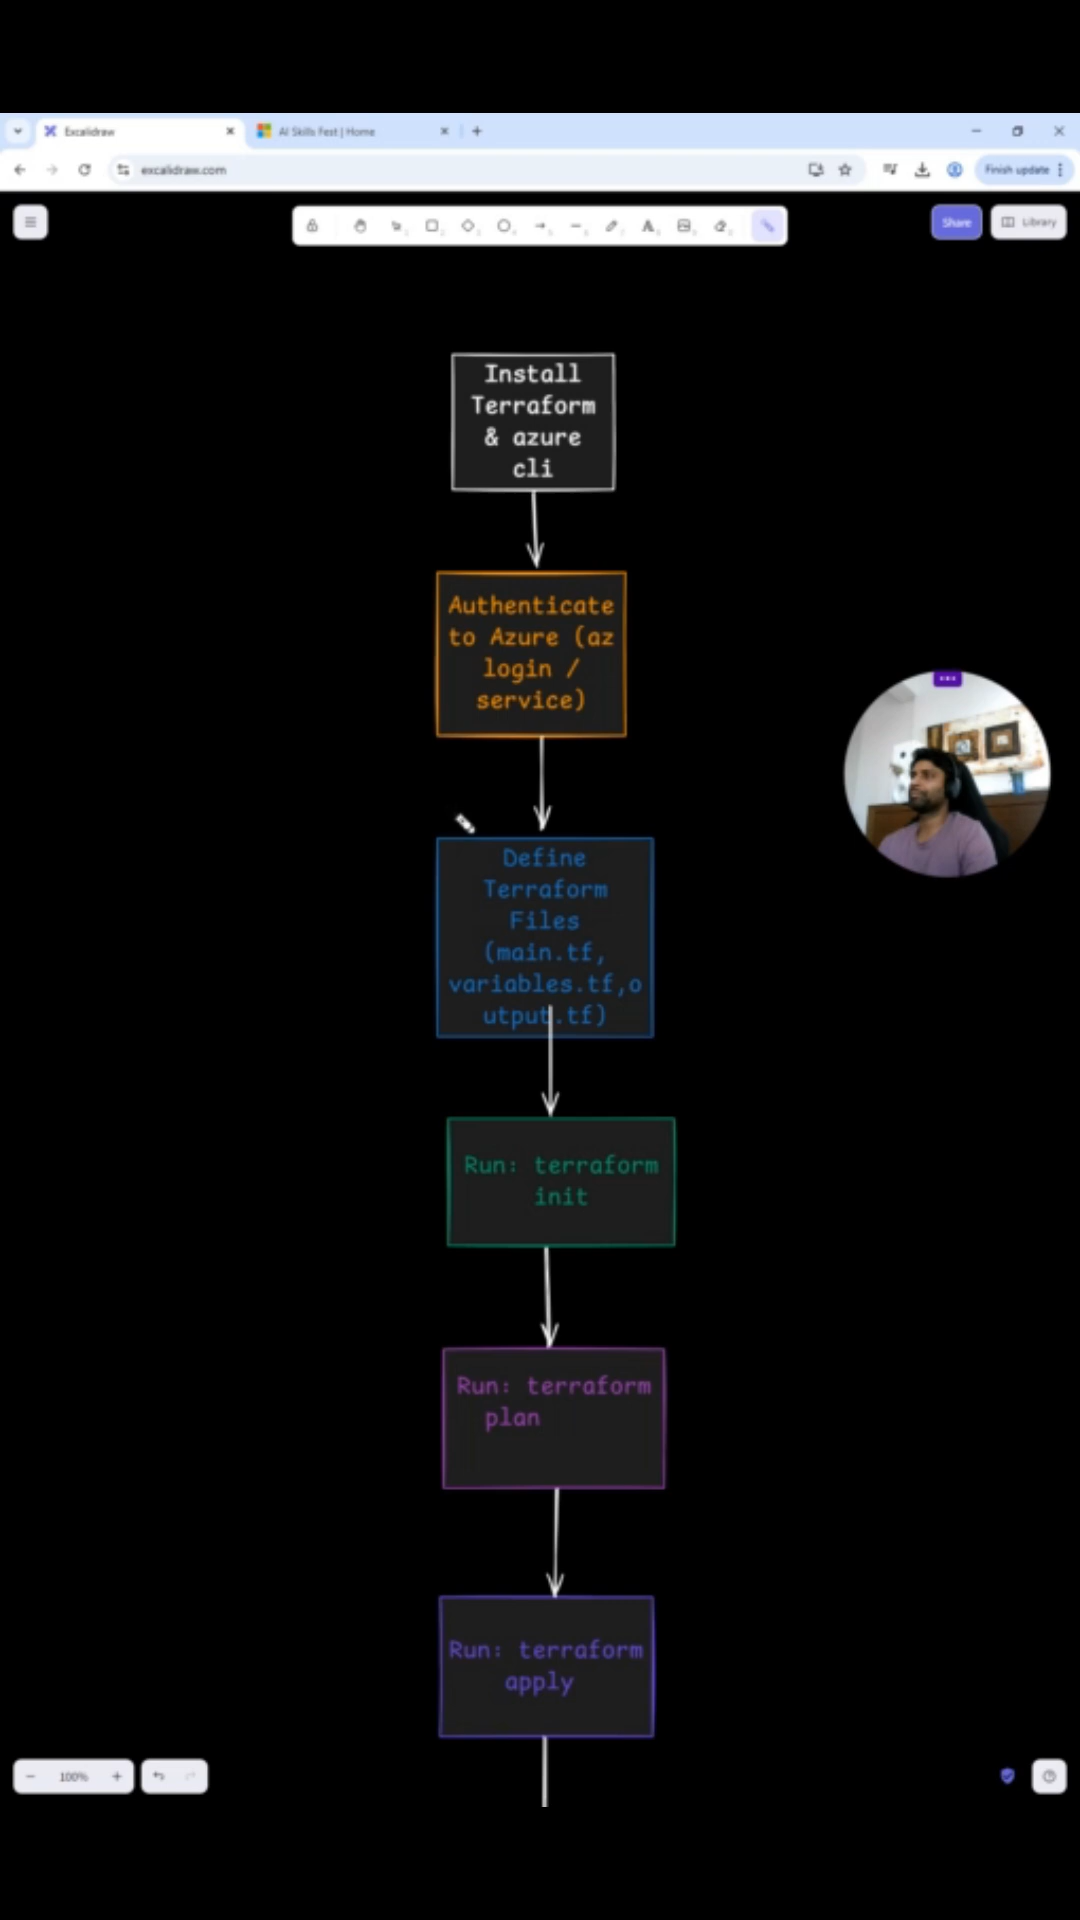 Excalidraw
AI Skills Fest | Home
excalidraw.com
Finish update
Share
Library
Install
Terraform
& azure
cli
Authenticate
to Azure (az
login /
service)
Define
Terraform
Files
(main.tf,
variables.tf,o
utput.tf)
Run: terraform
init
Run: terraform
plan
Run: terraform
apply
100%